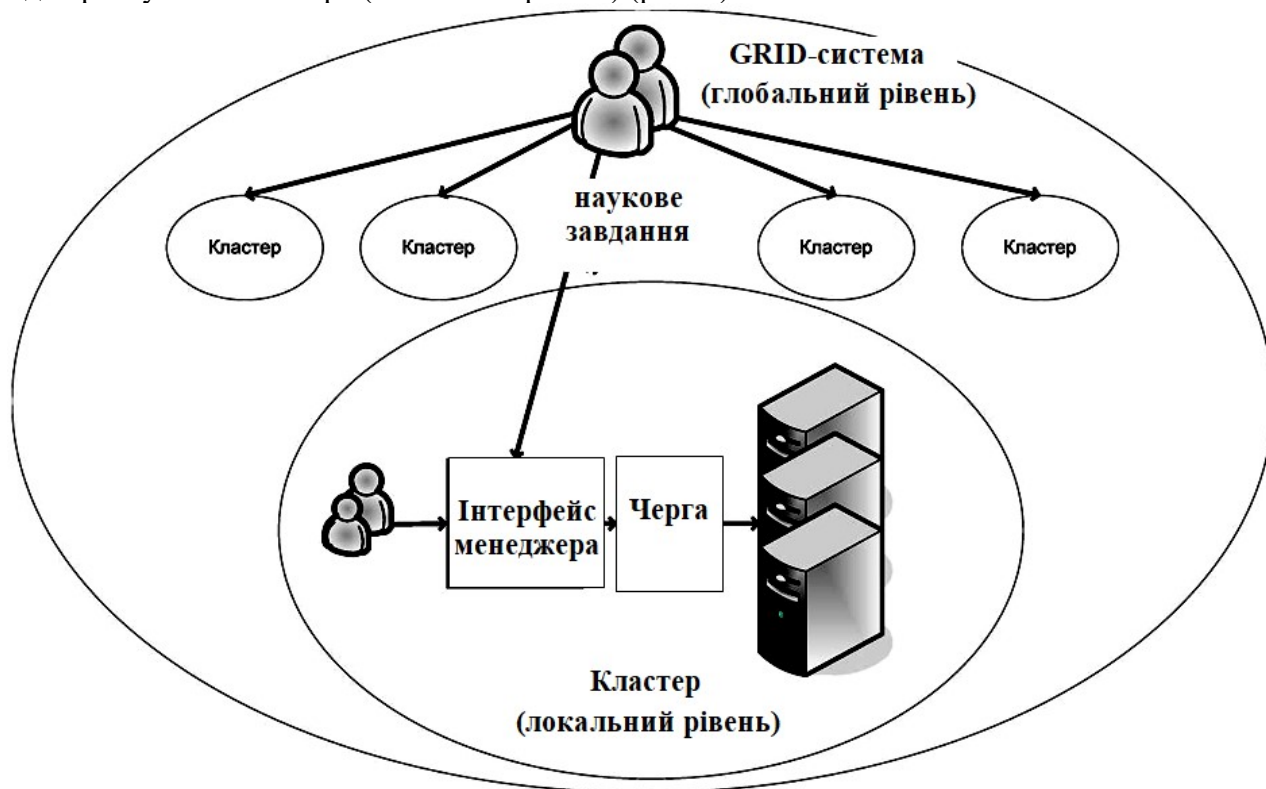 GRID-система
(глобальний рівень)
наукове
завдання
Кластер
Кластер
Кластер
Кластер
Інтерфейс
менеджера
Черга
Кластер
(локальний рівень)